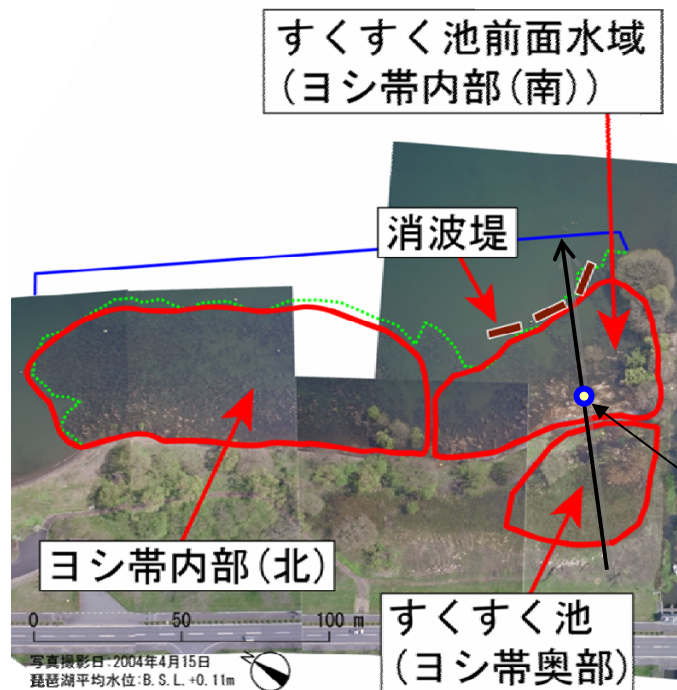 すくすく池前面水域
(ヨシ帯内部(南))
消波堤
ヨシ帯内部(北)
すくすく池
(ヨシ帯奥部)
0 50 100 m
写真撮影日:2004年4月15日
琵琶湖平均水位:B.S.L.+0.11m